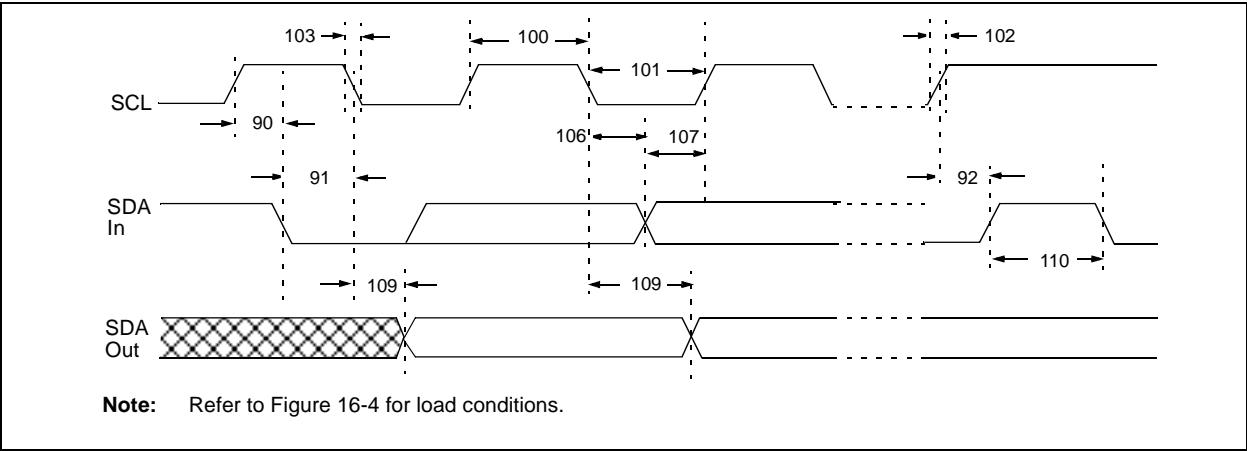 103
100
102
101
SCL
90
106
107
91
92
SDA
In
109
109
110
SDA
Out
Note: Refer to Figure 16-4 for load conditions.